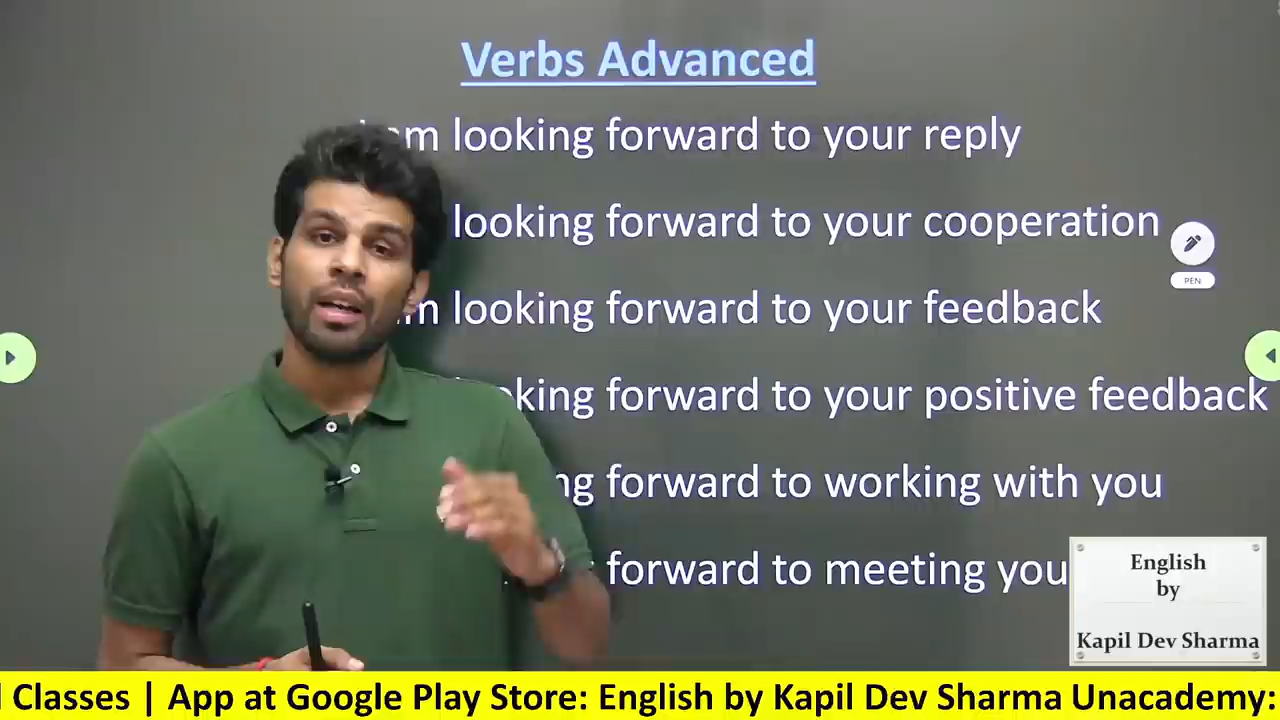 Verbs Advanced
am looking forward to your reply
looking forward to your cooperation
looking forward to your feedback
forward to your positive feedback
forward to working with you
forward to meeting you
PEN
English
by
Kapil Dev Sharma
Classes | App at Google Play Store: English by Kapil Dev Sharma Unacademy: